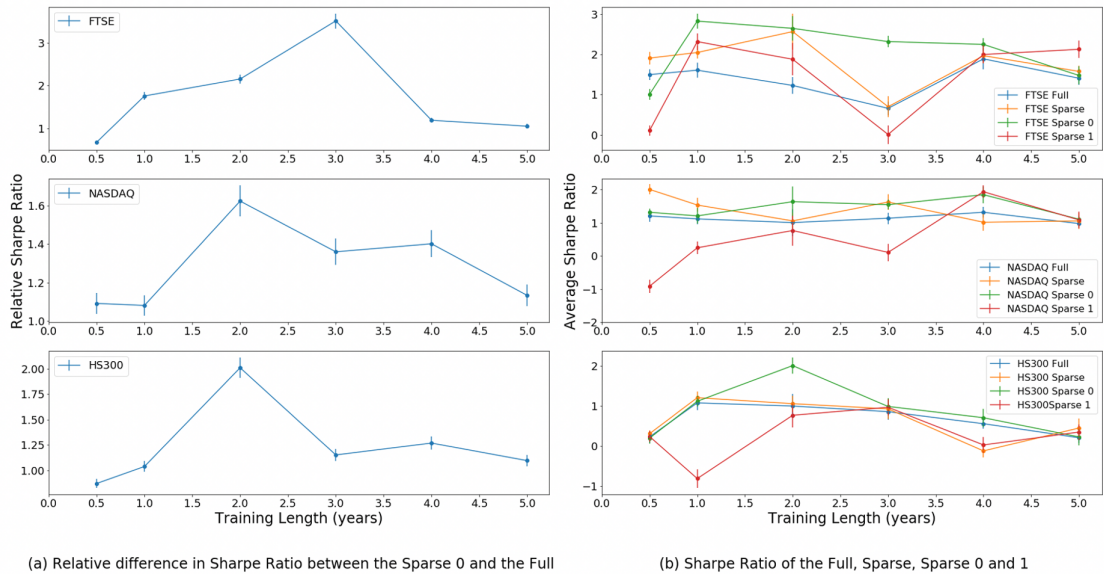 FTSE
3
2
1
0.0 0.5 1.0 1.5 2.0 2.5 3.0 3.5 4.0 4.5 5.0
Relative Sharpe Ratio
NASDAQ
1.6
1.4
1.2
1.0
0.0 0.5 1.0 1.5 2.0 2.5 3.0 3.5 4.0 4.5 5.0
HS300
2.00
1.75
1.50
1.25
1.00
0.0 0.5 1.0 1.5 2.0 2.5 3.0 3.5 4.0 4.5 5.0
Training Length (years)
(a) Relative difference in Sharpe Ratio between the Sparse 0 and the Full
3
2
1
0
FTSE Full
FTSE Sparse
FTSE Sparse 0
FTSE Sparse 1
0.0 0.5 1.0 1.5 2.0 2.5 3.0 3.5 4.0 4.5 5.0
Average Sharpe Ratio
2
1
0
−1
−2
NASDAQ Full
NASDAQ Sparse
NASDAQ Sparse 0
NASDAQ Sparse 1
0.0 0.5 1.0 1.5 2.0 2.5 3.0 3.5 4.0 4.5 5.0
2
1
0
−1
HS300 Full
HS300 Sparse
HS300 Sparse 0
HS300Sparse 1
0.0 0.5 1.0 1.5 2.0 2.5 3.0 3.5 4.0 4.5 5.0
Training Length (years)
(b) Sharpe Ratio of the Full, Sparse, Sparse 0 and 1